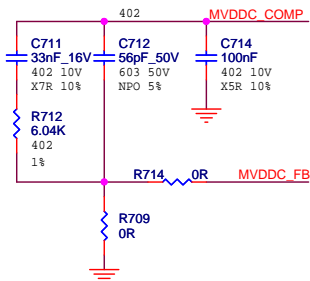 402
MVDDC_COMP
C711
33nF_16V
402 10V
X7R 10%
C712
56pF_50V
603 50V
NPO 5%
C714
100nF
402 10V
X5R 10%
R712
6.04K
402
1%
R714
0R
MVDDC_FB
R709
0R